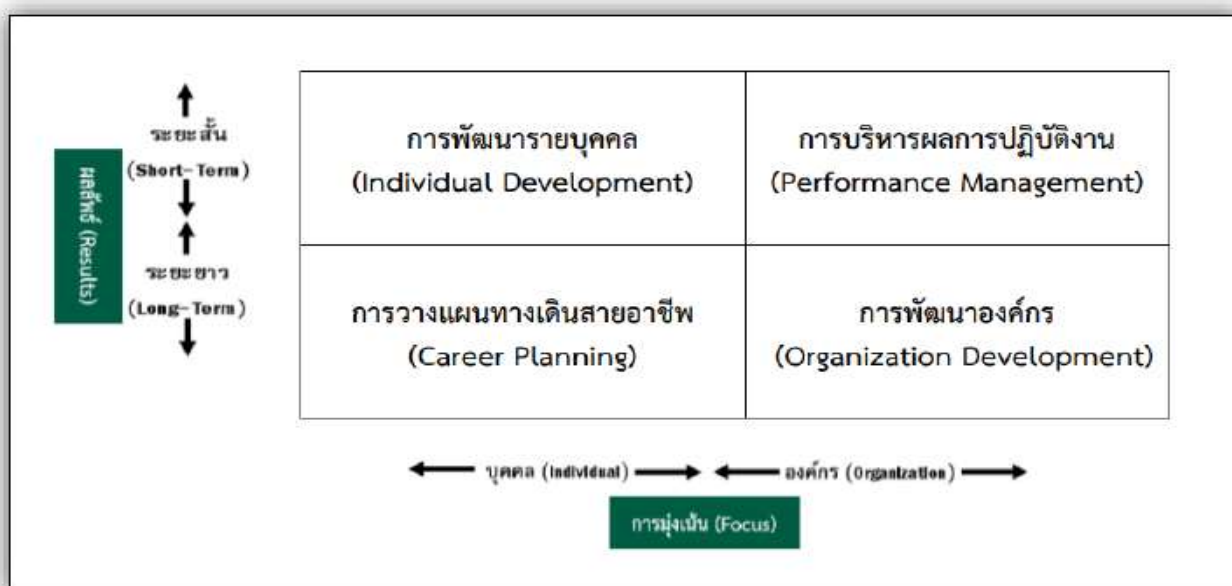 ระยะสั้น
(Short-Term)
ผลลัพธ์ (Results)
ระยะยาว
(Long-Term)
การพัฒนารายบุคคล
(Individual Development)
การบริหารผลการปฏิบัติงาน
(Performance Management)
การวางแผนทางเดินสายอาชีพ
(Career Planning)
การพัฒนาองค์กร
(Organization Development)
บุคคล (Individual)
องค์กร (Organization)
การมุ่งเน้น (Focus)